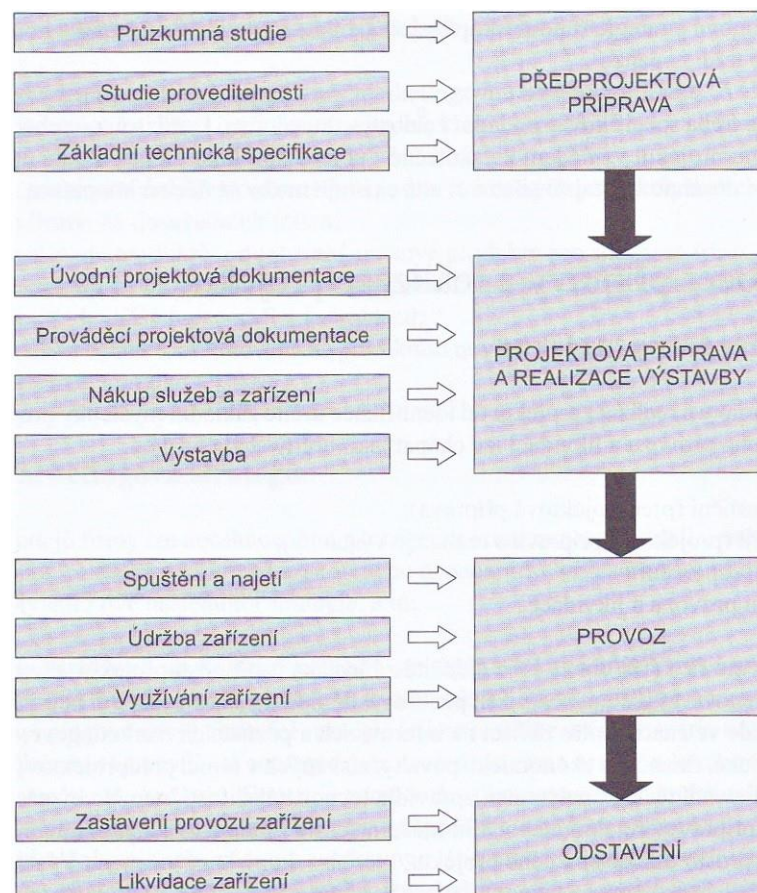 Průzkumná studie
Studie proveditelnosti
Základní technická specifikace
PŘEDPROJEKTOVÁ
PŘÍPRAVA
Úvodní projektová dokumentace
Prováděcí projektová dokumentace
Nákup služeb a zařízení
Výstavba
PROJEKTOVÁ PŘÍPRAVA
A REALIZACE VÝSTAVBY
Spuštění a najetí
Údržba zařízení
Využívání zařízení
PROVOZ
Zastavení provozu zařízení
Likvidace zařízení
ODSTAVENÍ